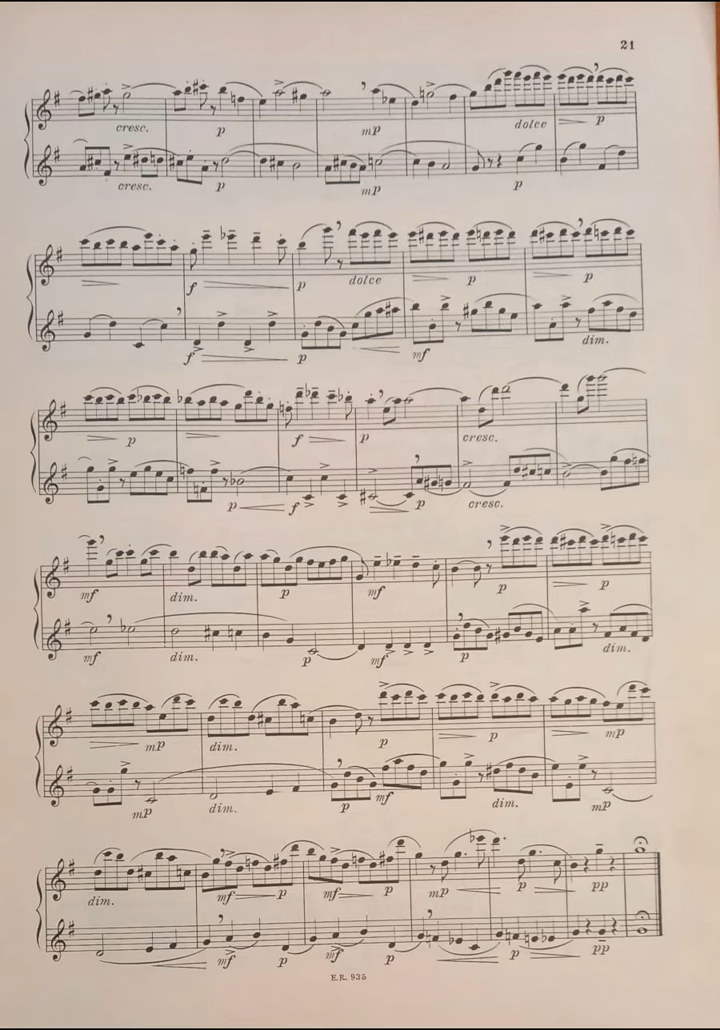 21
cresc. p mp dolce p
cresc. p mp p
f p dolce p p
f p mf dim.
p p f p cresc.
p f p cresc.
mf dim. p mf p p
mf dim. p mf p dim.
mp dim. p p mp
mp dim. p mf dim. mp
dim. mf p mf p mp p pp
mf p mf p p pp
E.R. 935